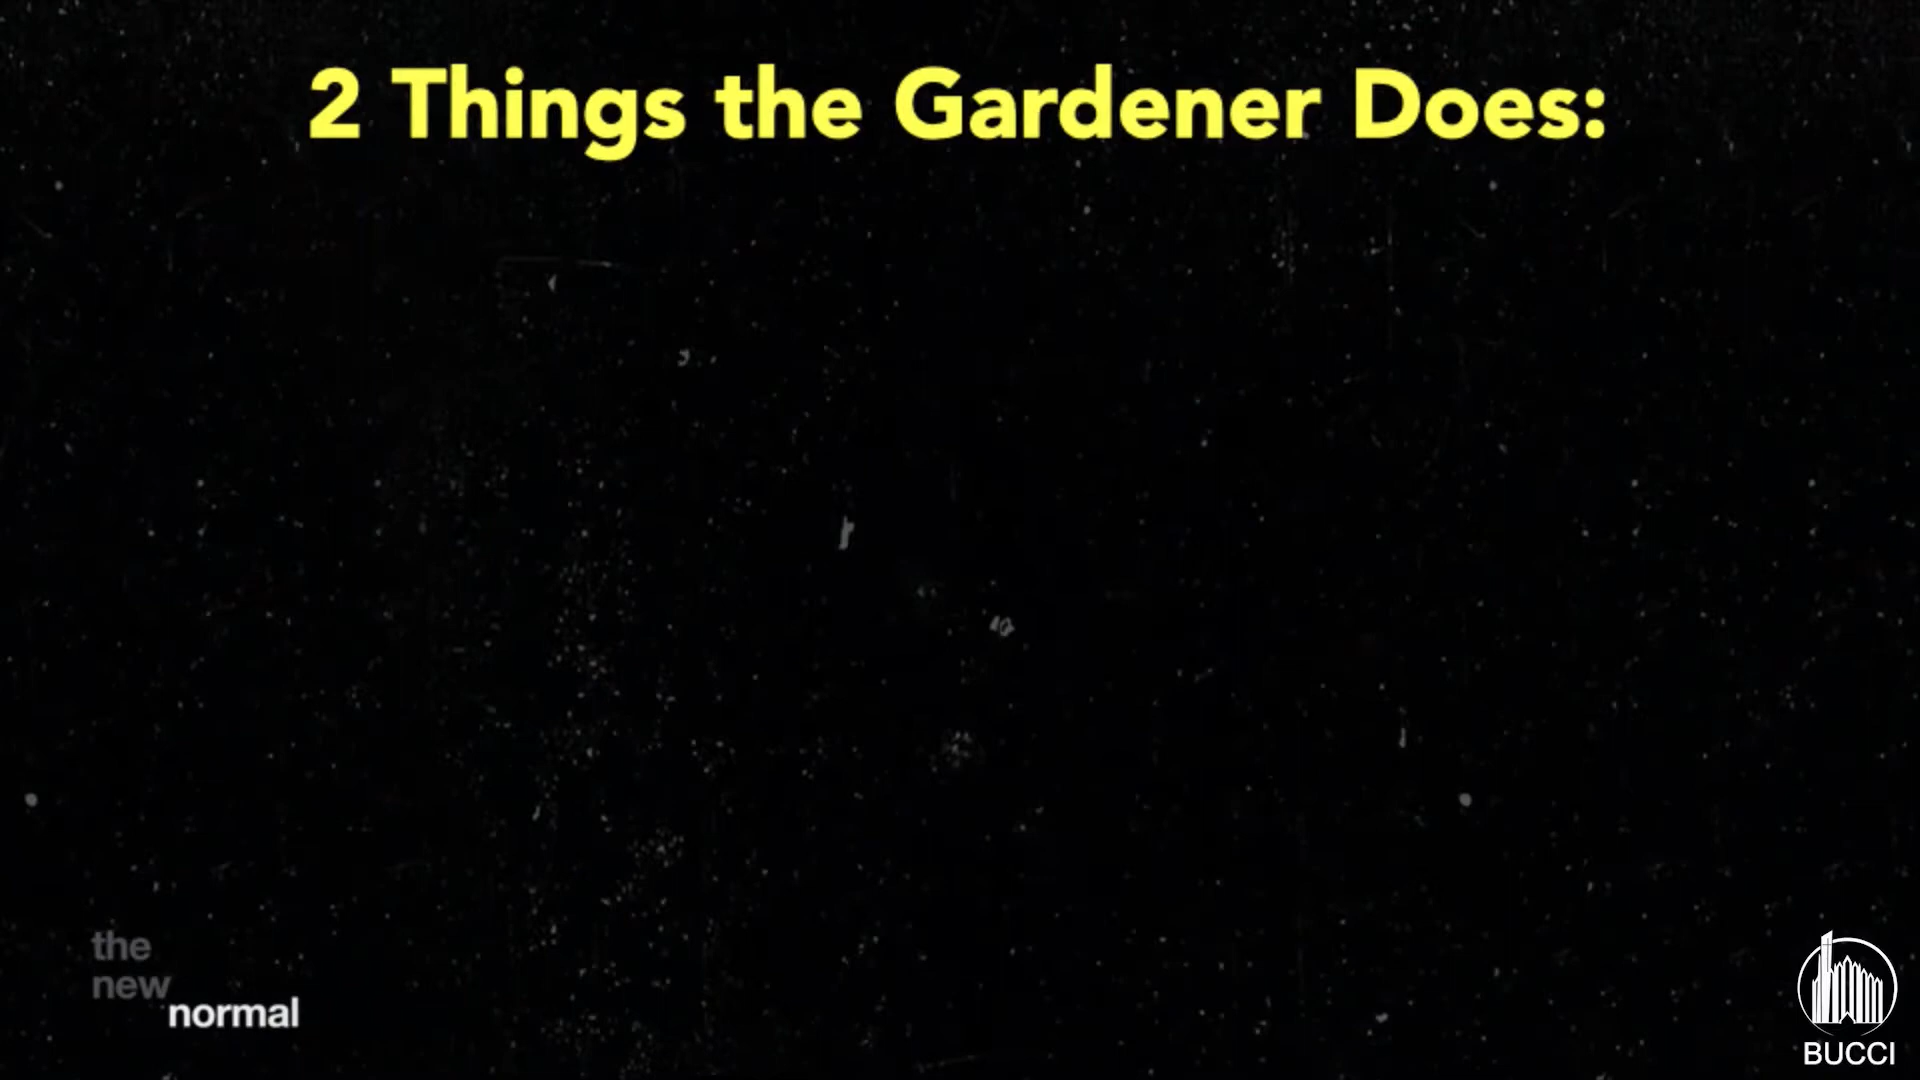 2 Things the Gardener Does:
the
new
normal
BUCCI